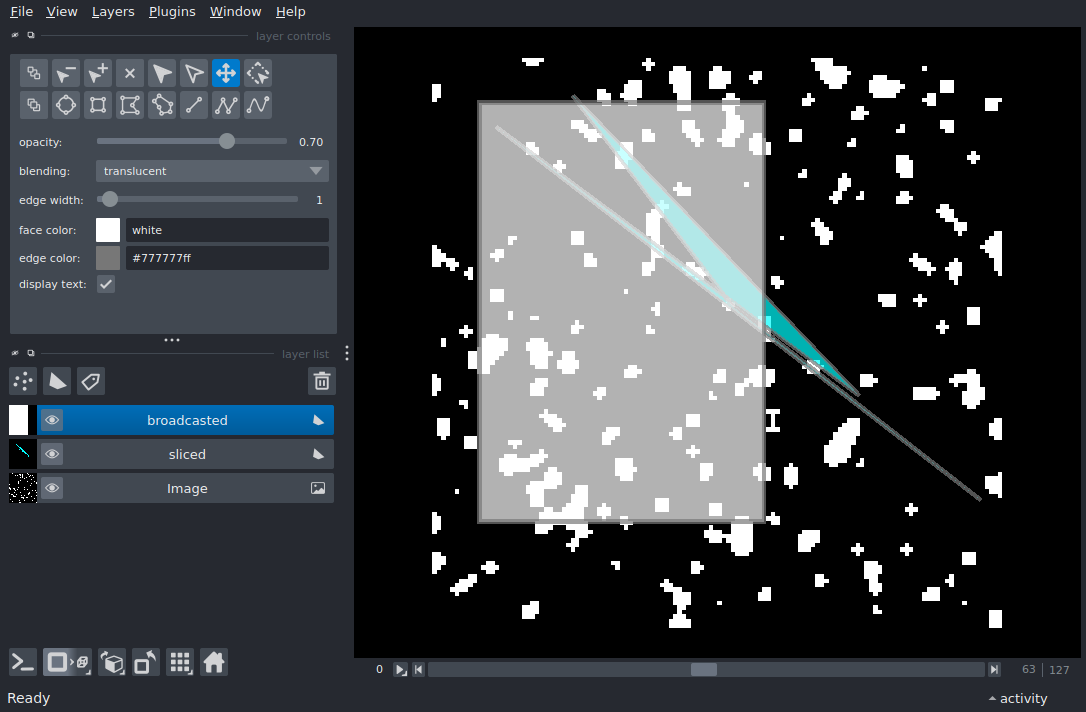 File View Layers Plugins Window Help
layer controls
opacity: 0.70
blending: translucent
edge width: 1
face color: white
edge color: #777777ff
display text:
layer list
broadcasted
sliced
Image
0 63 127
Ready activity